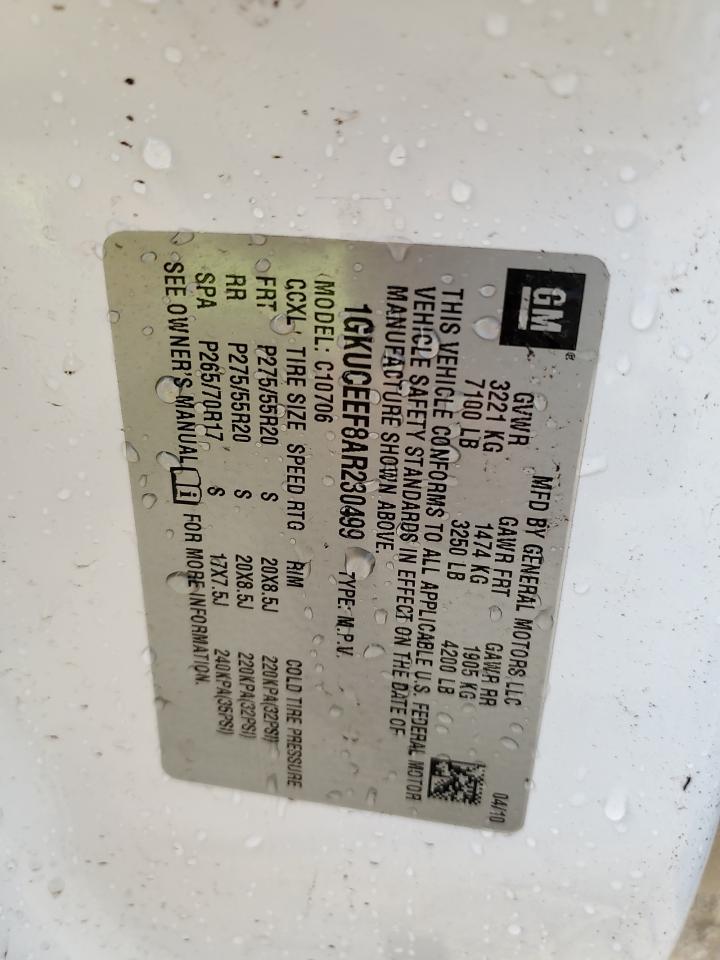 GM®
MFD BY GENERAL MOTORS LLC
04/10
GVWR GAWR FRT GAWR RR
3221 KG 1474 KG 1905 KG
7100 LB 3250 LB 4200 LB
THIS VEHICLE CONFORMS TO ALL APPLICABLE U.S. FEDERAL MOTOR
VEHICLE SAFETY STANDARDS IN EFFECT ON THE DATE OF
MANUFACTURE SHOWN ABOVE.
1GKUCEEF8AR230499 TYPE: M.P.V.
MODEL: C10706
CCXL TIRE SIZE SPEED RTG RIM COLD TIRE PRESSURE
FRT P275/55R20 S 20X8.5J 220KPA(32PSI)
RR P275/55R20 S 20X8.5J 220KPA(32PSI)
SPA P265/70R17 S 17X7.5J 240KPA(35PSI)
SEE OWNER'S MANUAL i FOR MORE INFORMATION.